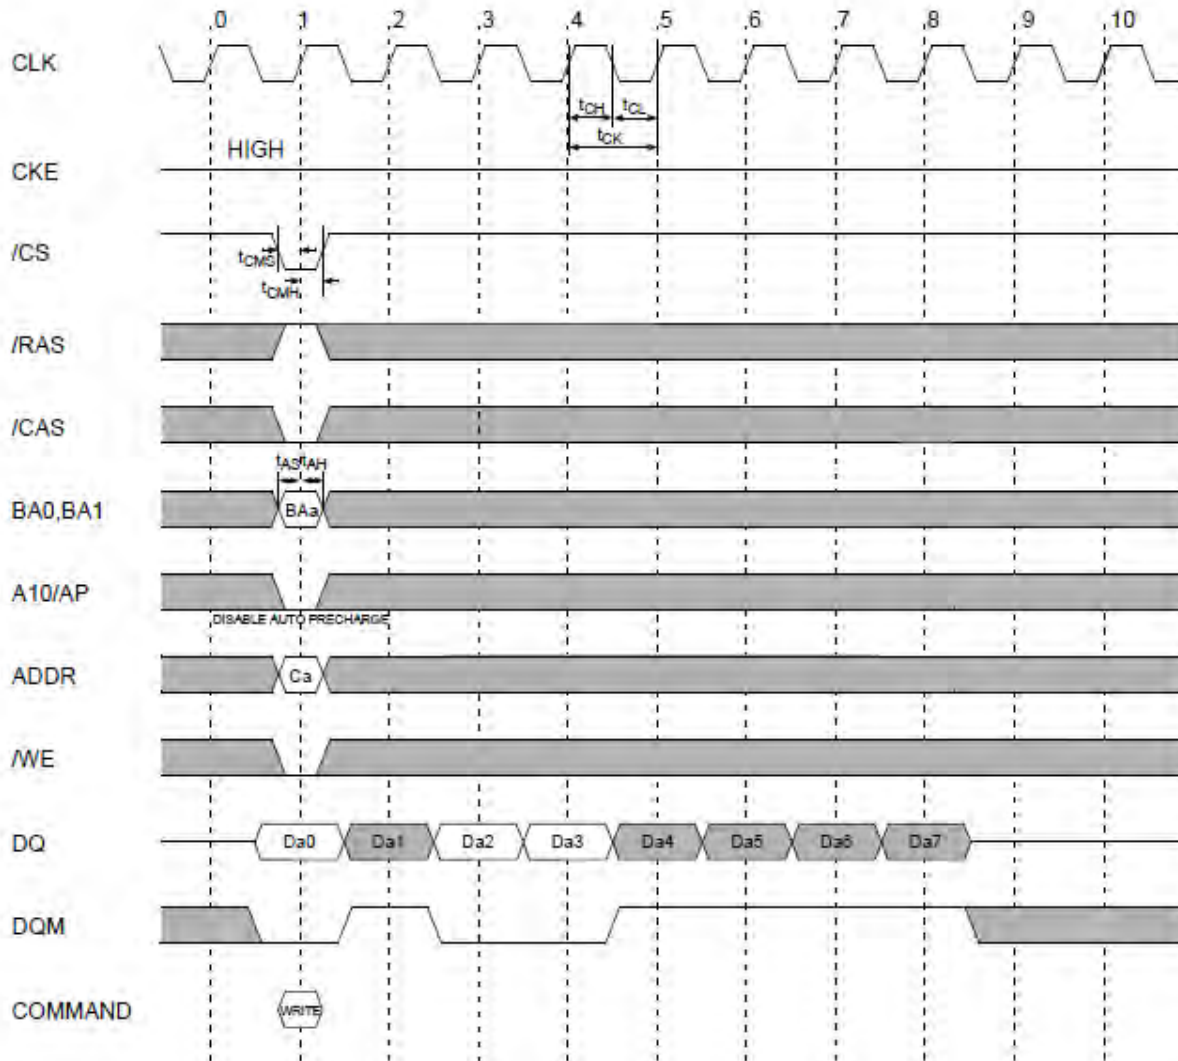 0 1 2 3 4 5 6 7 8 9 10
CLK
tCH tCL
tCK
HIGH
CKE
/CS
tCMS
tCMH
/RAS
/CAS
tAS tAH
BA0,BA1 BAa
A10/AP
DISABLE AUTO PRECHARGE
ADDR Ca
/WE
DQ Da0 Da1 Da2 Da3 Da4 Da5 Da6 Da7
DQM
COMMAND WRITE